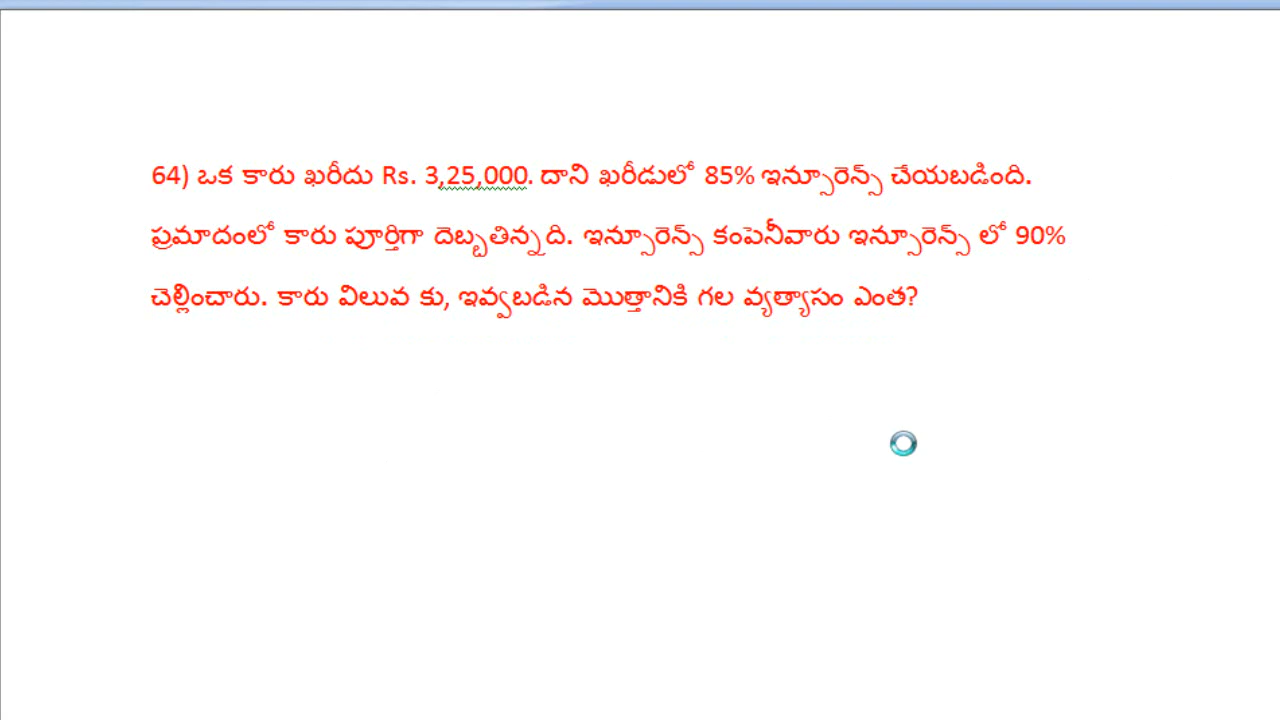 64) ఒక కారు ఖరీదు Rs. 3,25,000. దాని ఖరీడులో 85% ఇన్సూరెన్స్ చేయబడింది.
ప్రమాదంలో కారు పూర్తిగా దెబ్బతిన్నది. ఇన్సూరెన్స్ కంపెనీవారు ఇన్సూరెన్స్ లో 90%
చెల్లించారు. కారు విలువ కు, ఇవ్వబడిన మొత్తానికి గల వ్యత్యాసం ఎంత?